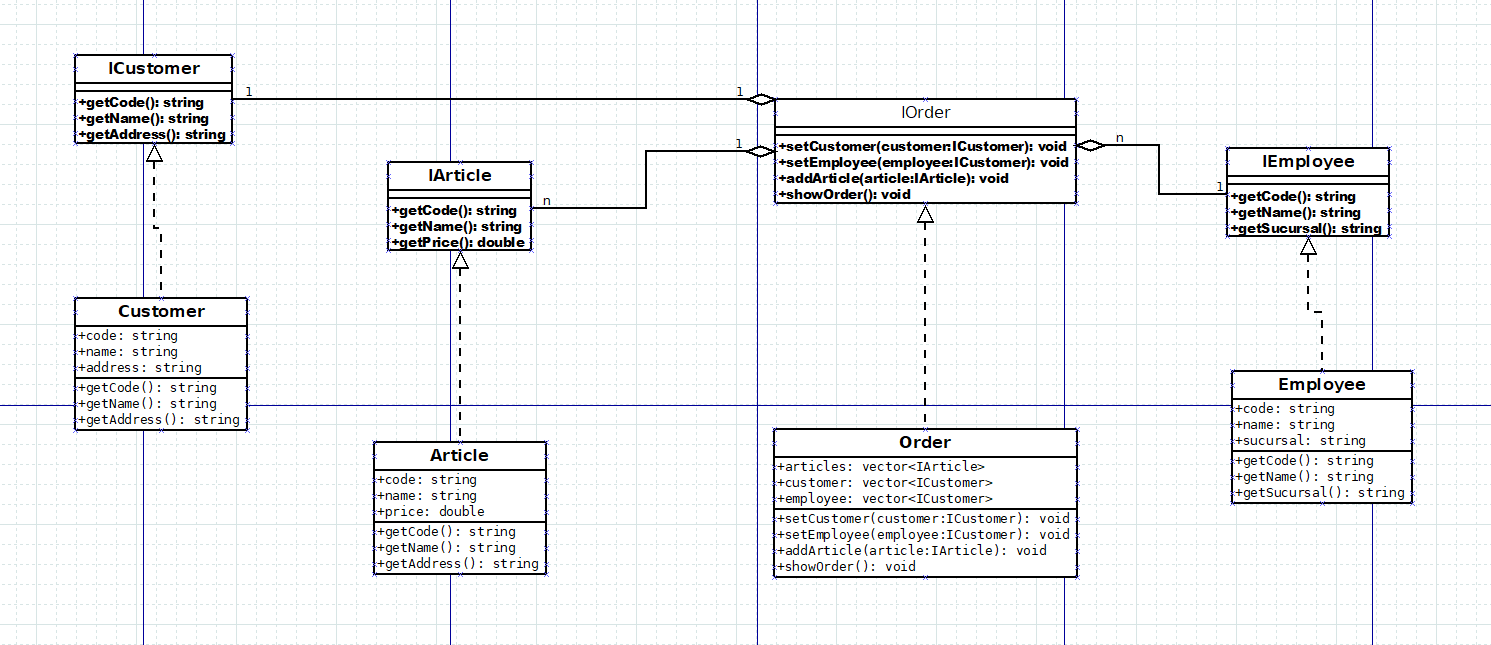 ICustomer
+getCode(): string
+getName(): string
+getAddress(): string
1
1
IOrder
+setCustomer(customer:ICustomer): void
+setEmployee(employee:ICustomer): void
+addArticle(article:IArticle): void
+showOrder(): void
1
n
n
1
IArticle
+getCode(): string
+getName(): string
+getPrice(): double
IEmployee
+getCode(): string
+getName(): string
+getSucursal(): string
Customer
+code: string
+name: string
+address: string
+getCode(): string
+getName(): string
+getAddress(): string
Article
+code: string
+name: string
+price: double
+getCode(): string
+getName(): string
+getAddress(): string
Order
+articles: vector<IArticle>
+customer: vector<ICustomer>
+employee: vector<ICustomer>
+setCustomer(customer:ICustomer): void
+setEmployee(employee:ICustomer): void
+addArticle(article:IArticle): void
+showOrder(): void
Employee
+code: string
+name: string
+sucursal: string
+getCode(): string
+getName(): string
+getSucursal(): string